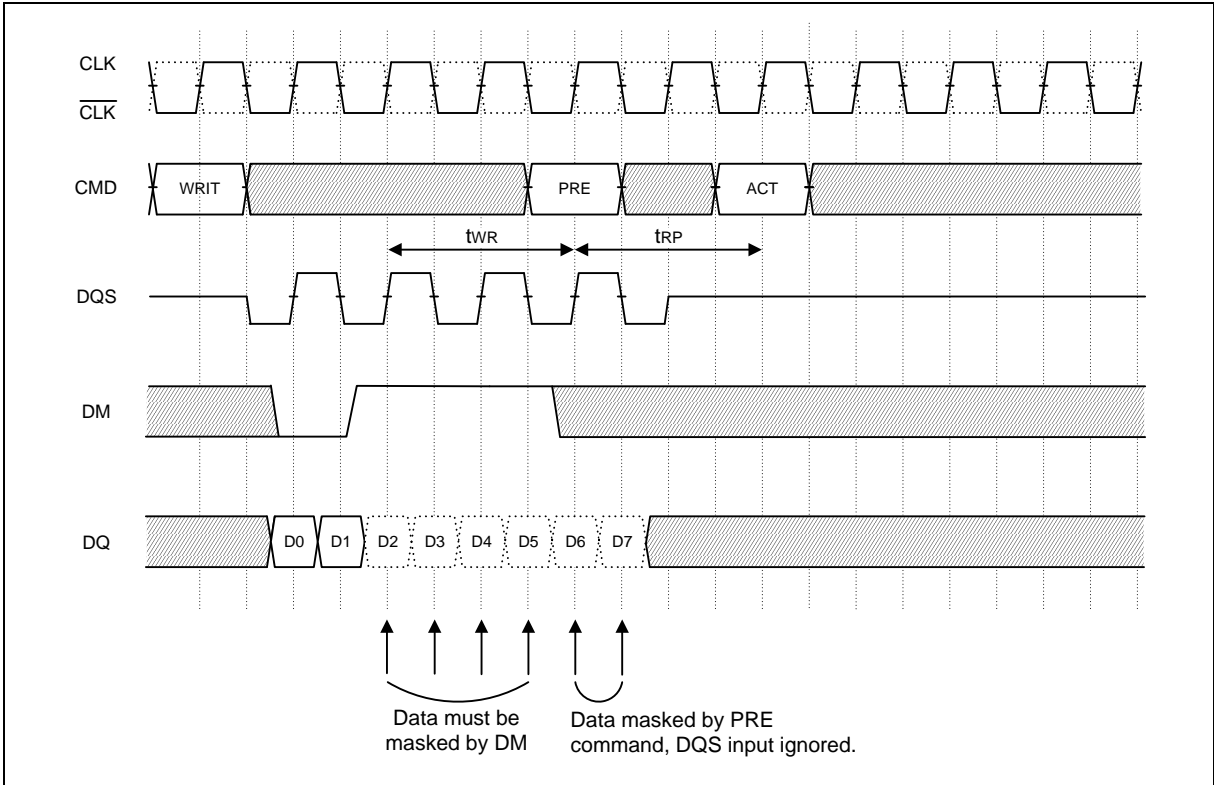 CLK
CLK
CMD WRIT PRE ACT
tWR tRP
DQS
DM
DQ D0 D1 D2 D3 D4 D5 D6 D7
Data must be masked by DM
Data masked by PRE command, DQS input ignored.